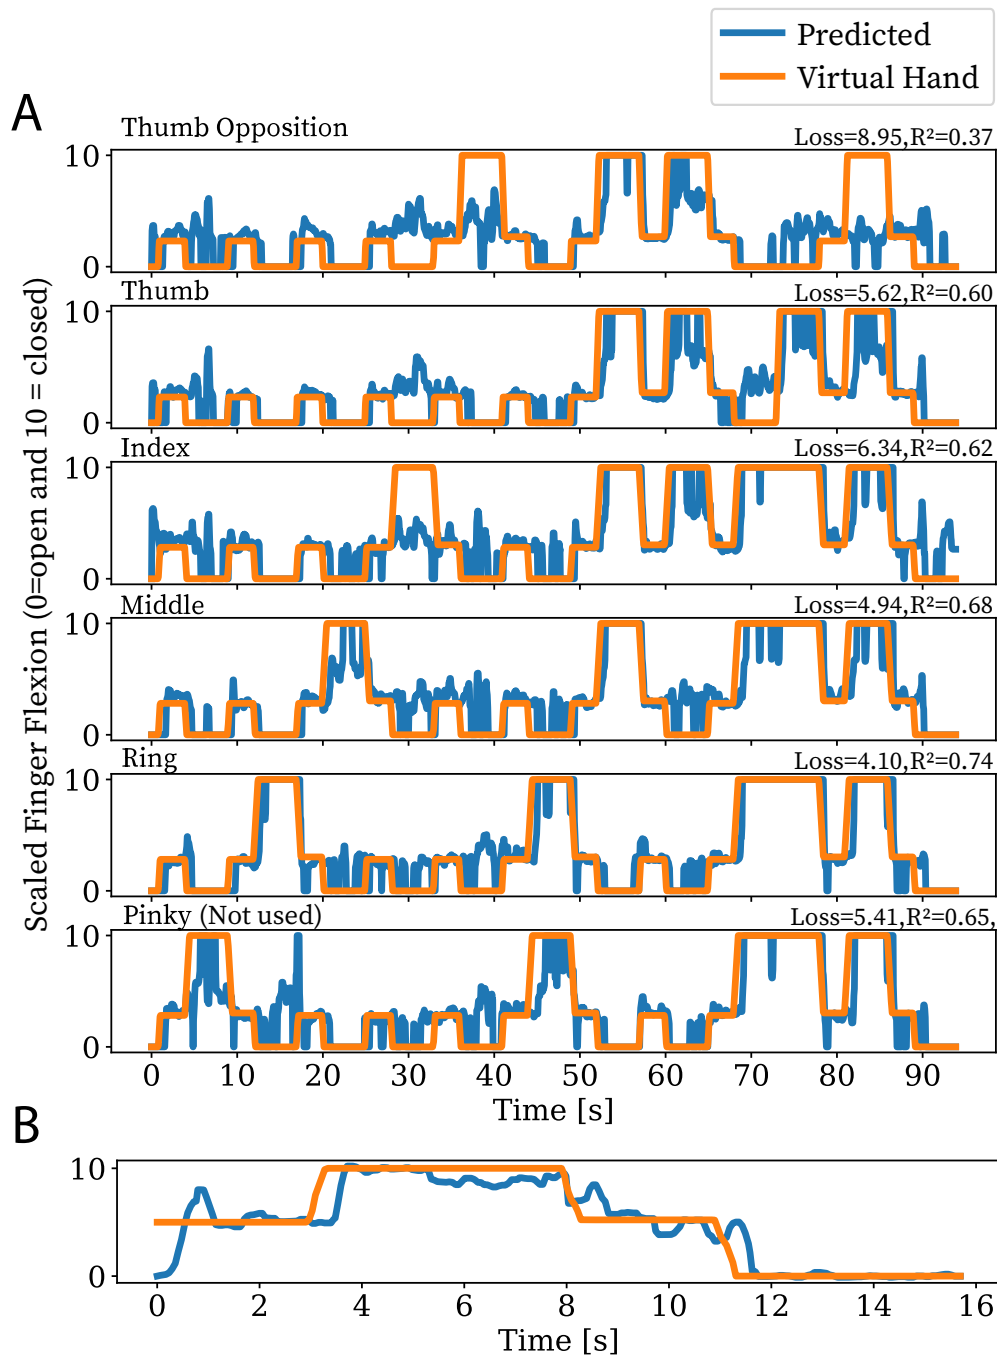 Predicted
Virtual Hand
A
Thumb Opposition
Loss=8.95,R²=0.37
10
0
Thumb
Loss=5.62,R²=0.60
10
0
Index
Loss=6.34,R²=0.62
10
0
Middle
Loss=4.94,R²=0.68
10
0
Ring
Loss=4.10,R²=0.74
10
0
Pinky (Not used)
Loss=5.41,R²=0.65,
10
0
Scaled Finger Flexion (0=open and 10 = closed)
0 10 20 30 40 50 60 70 80 90
Time [s]
B
10
0
0 2 4 6 8 10 12 14 16
Time [s]